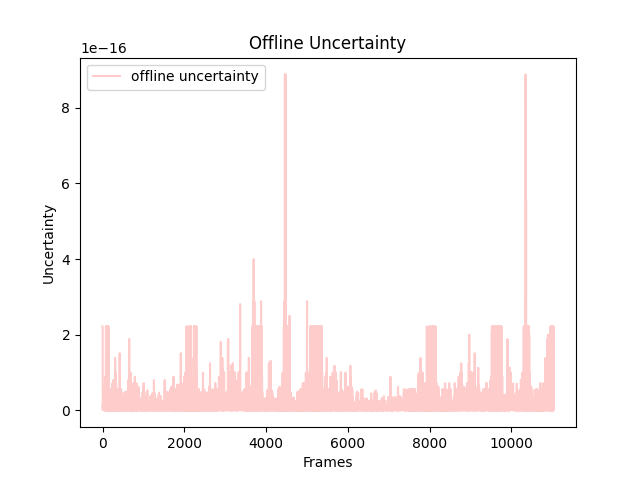 Offline Uncertainty
1e−16
offline uncertainty
8
6
4
2
0
Uncertainty
0
2000
4000
6000
8000
10000
Frames